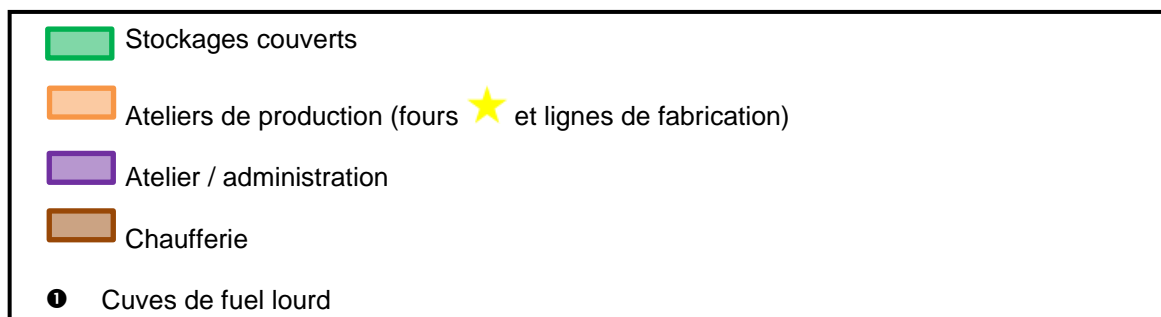 Stockages couverts
Ateliers de production (fours et lignes de fabrication)
Atelier / administration
Chaufferie
❶ Cuves de fuel lourd